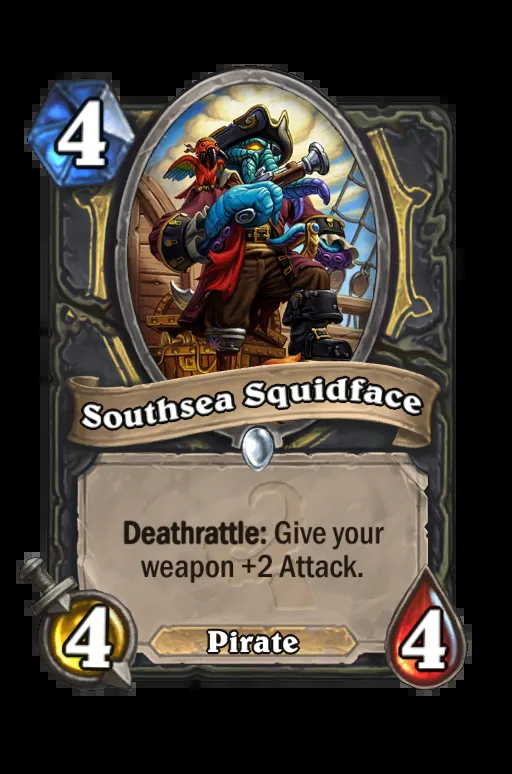 4
Southsea Squidface
Deathrattle: Give your
weapon +2 Attack.
4
Pirate
4